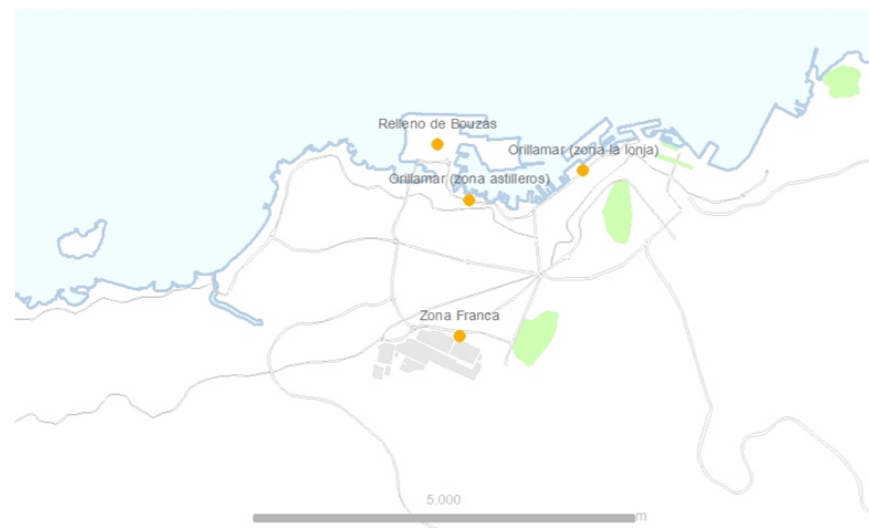 Relleno de Bouzas
Orillamar (zona la lonja)
Orillamar (zona astilleros)
Zona Franca
5.000
m